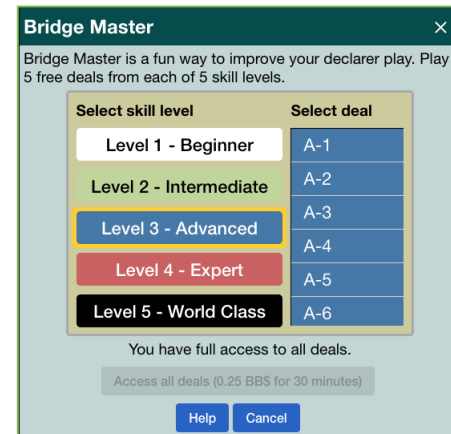 Bridge Master ×
Bridge Master is a fun way to improve your declarer play. Play
5 free deals from each of 5 skill levels.
Select skill level Select deal
Level 1 - Beginner A-1
Level 2 - Intermediate A-2
Level 3 - Advanced A-3
A-4
Level 4 - Expert A-5
Level 5 - World Class A-6
You have full access to all deals.
Access all deals (0.25 BB$ for 30 minutes)
Help Cancel